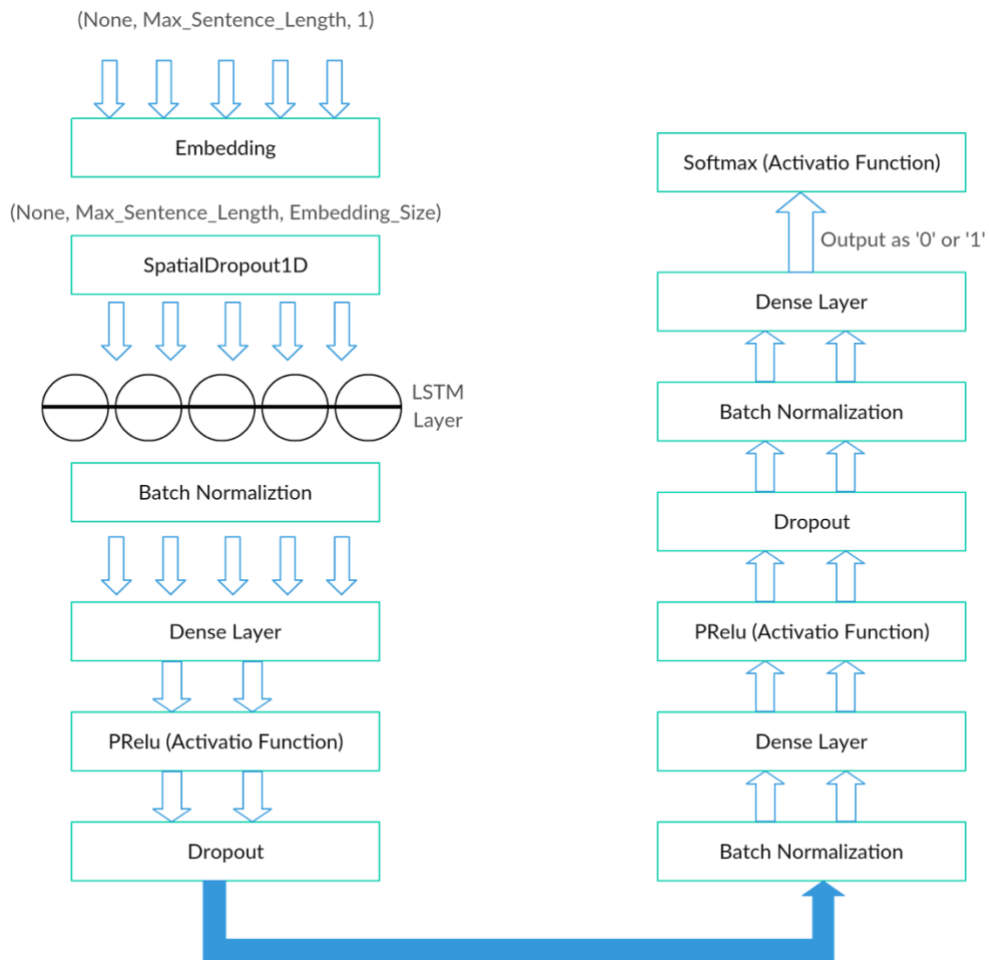 (None, Max_Sentence_Length, 1)
Embedding
(None, Max_Sentence_Length, Embedding_Size)
SpatialDropout1D
LSTM
Layer
Batch Normaliztion
Dense Layer
PRelu (Activatio Function)
Dropout
Softmax (Activatio Function)
Output as '0' or '1'
Dense Layer
Batch Normalization
Dropout
PRelu (Activatio Function)
Dense Layer
Batch Normalization